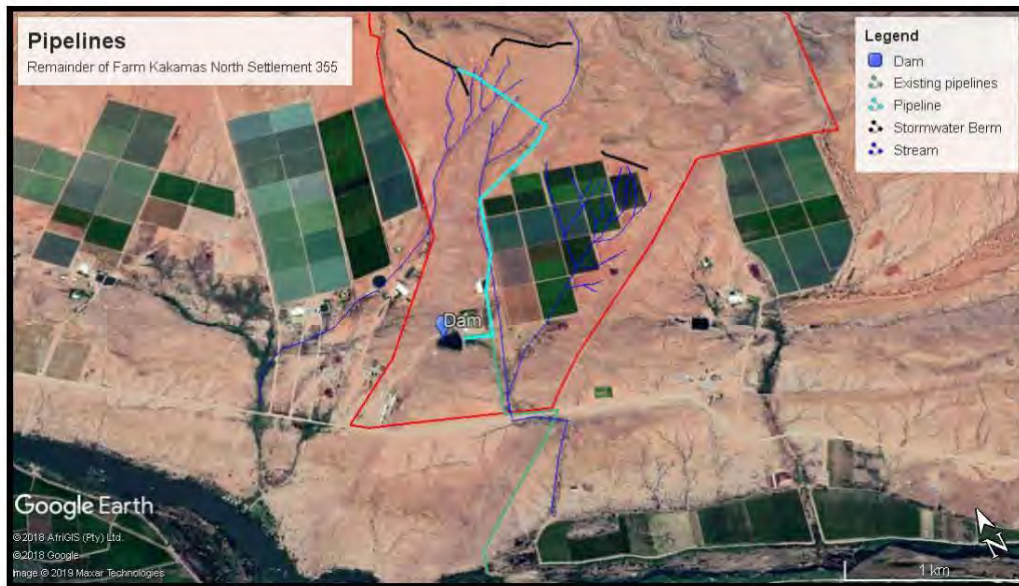 Pipelines
Remainder of Farm Kakamas North Settlement 355
Legend
Dam
Existing pipelines
Pipeline
Stormwater Berm
Stream
Dam
Google Earth
©2018 AfriGIS (Pty) Ltd.
©2018 Google
Image © 2019 Maxar Technologies
1 km
N